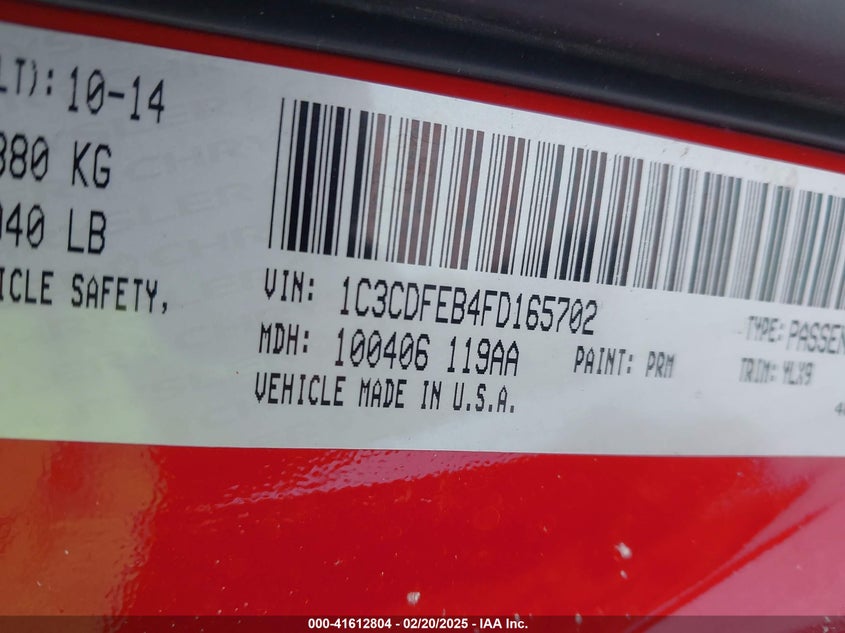 LT): 10-14
880 KG
040 LB
ICLE SAFETY,
VIN: 1C3CDFEB4FD165702
MDH: 100406 119AA
PAINT: PRM
VEHICLE MADE IN U.S.A.
TYPE: PASSEN
TRIM: YLX9
000-41612804 - 02/20/2025 - IAA Inc.